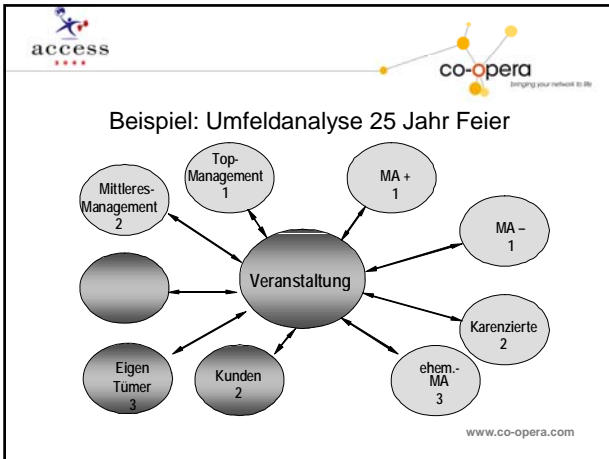 access
co-opera
bringing your network to life
Beispiel: Umfeldanalyse 25 Jahr Feier
Top-
Management
1
MA +
1
Mittleres-
Management
2
MA –
1
Veranstaltung
Karenzierte
2
Eigen
Tümer
3
Kunden
2
ehem.-
MA
3
www.co-opera.com